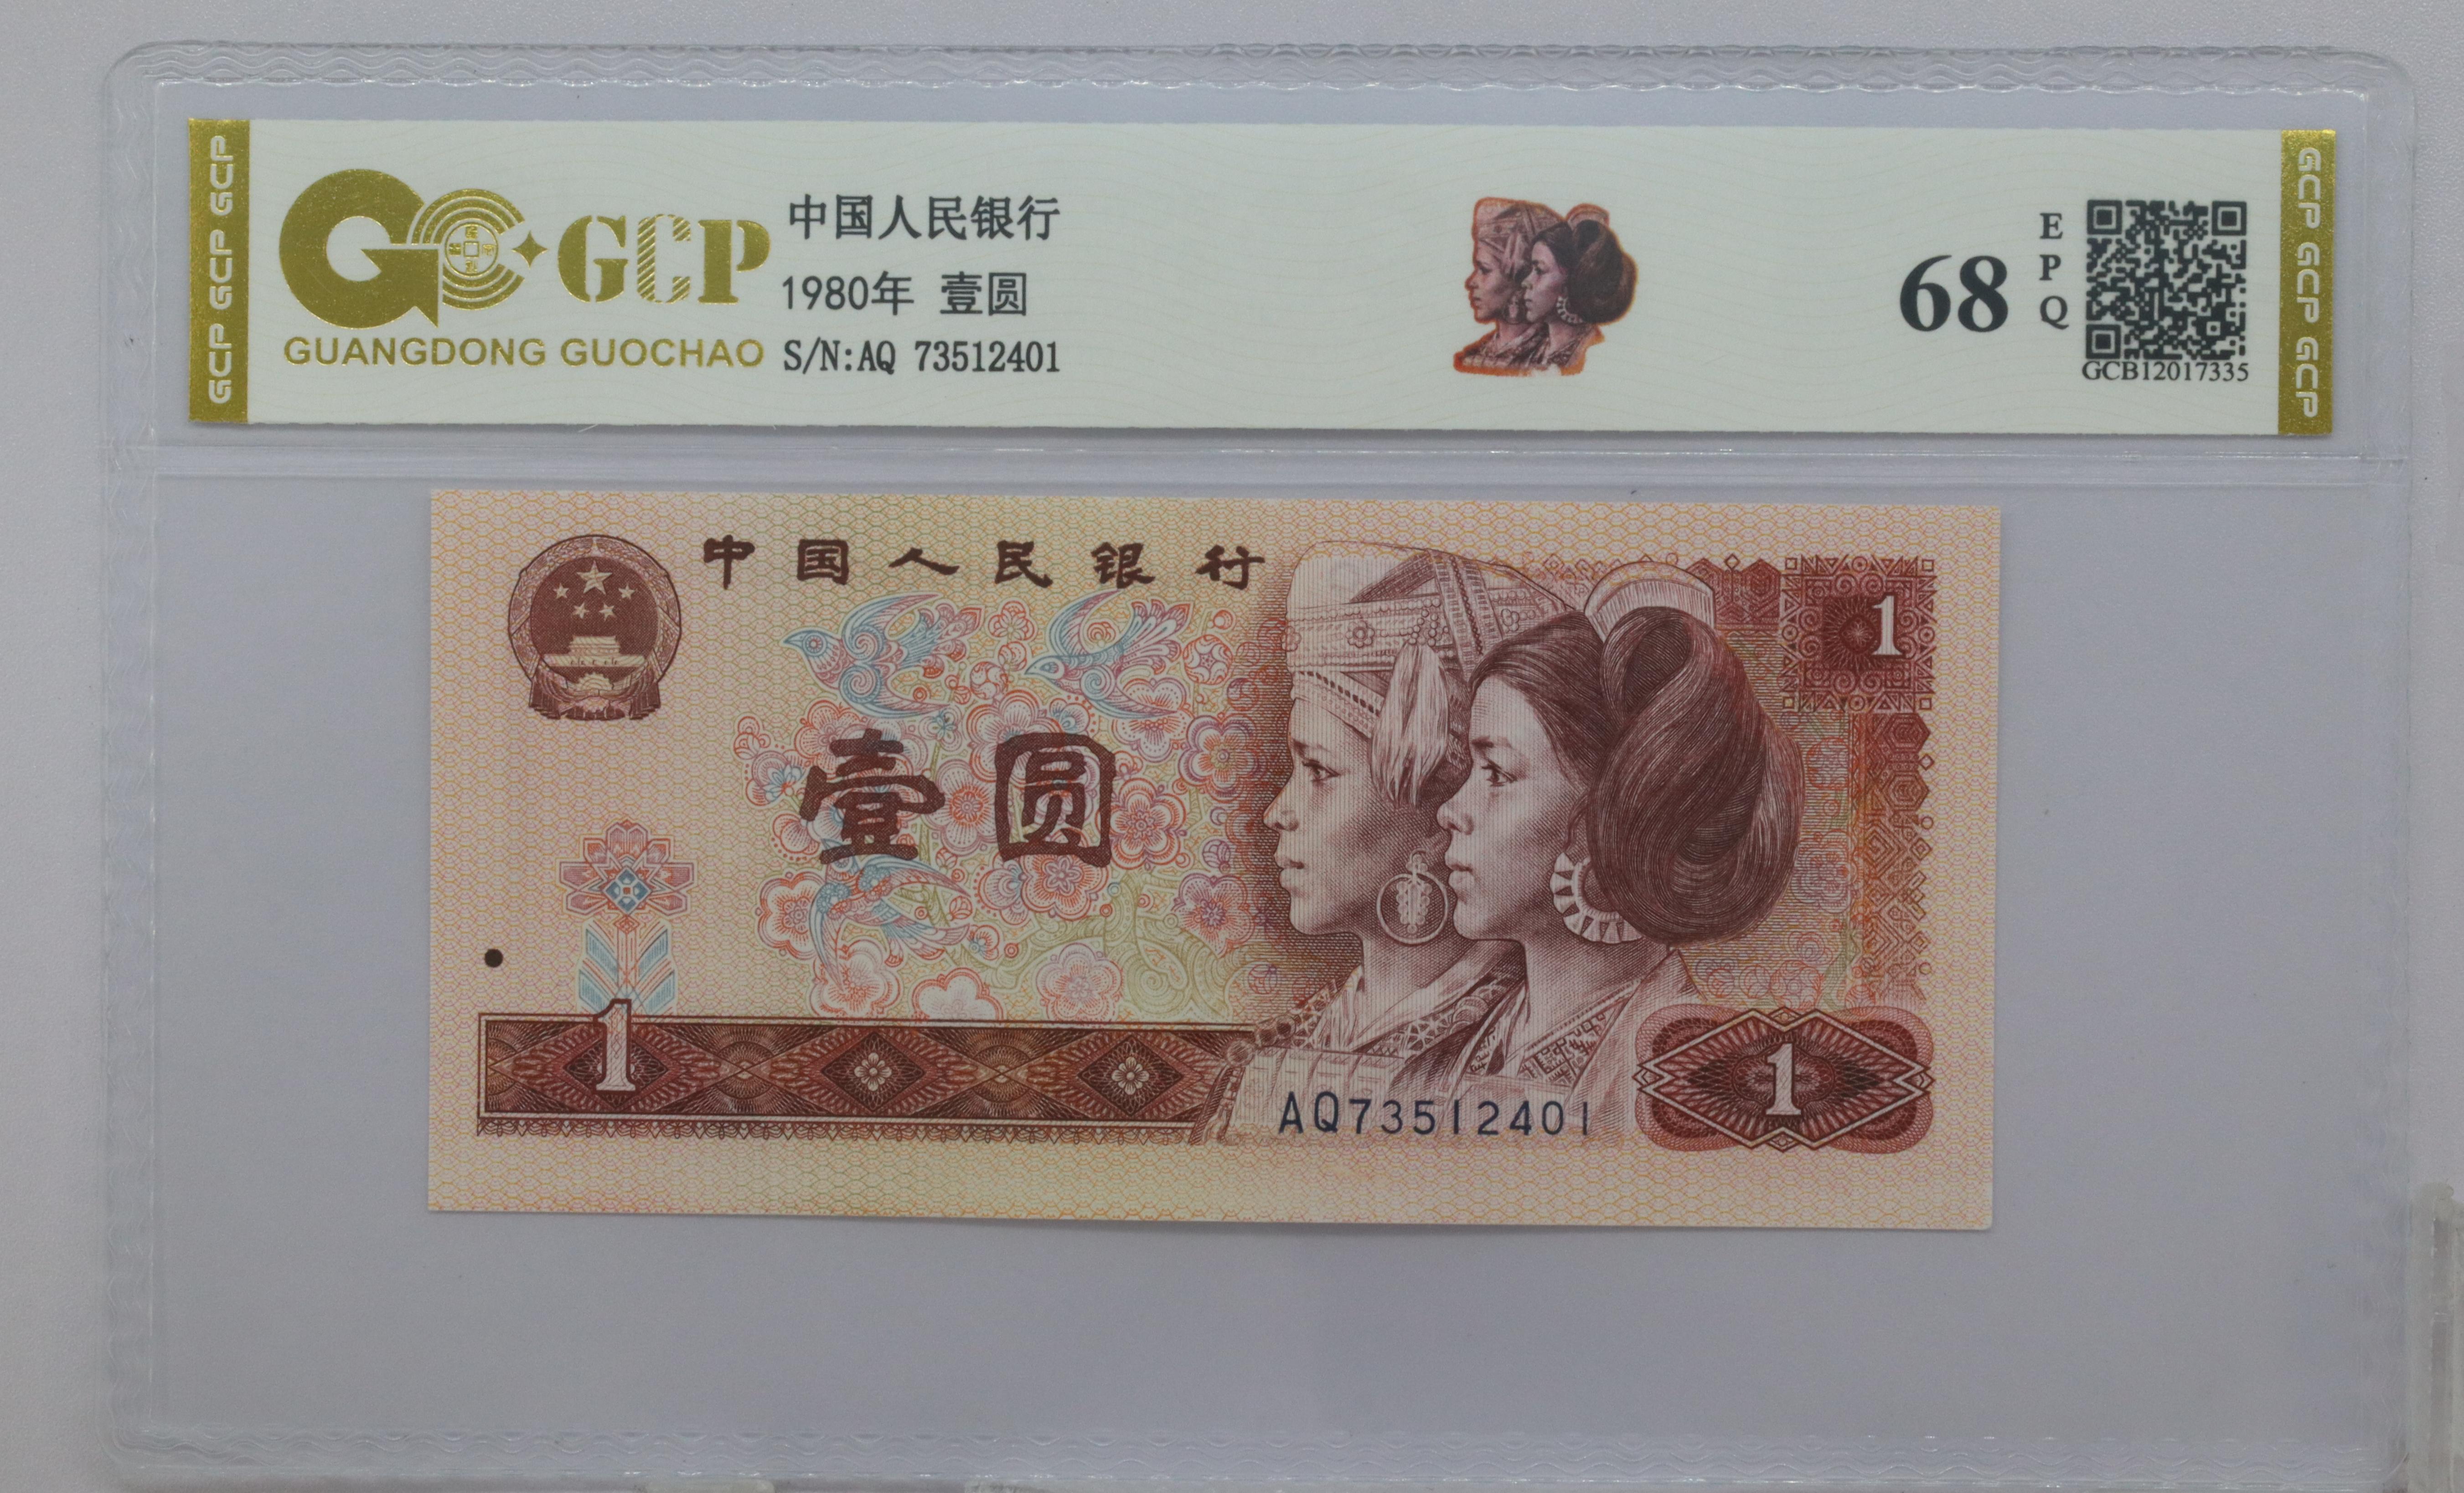 GCP GCP GCP
GCP
GUANGDONG GUOCHAO
中国人民银行
1980年 壹圆
S/N:AQ 73512401
68
E
P
Q
GCB12017335
GCP GCP GCP
中国人民银行
1
壹圆
1
AQ73512401
1